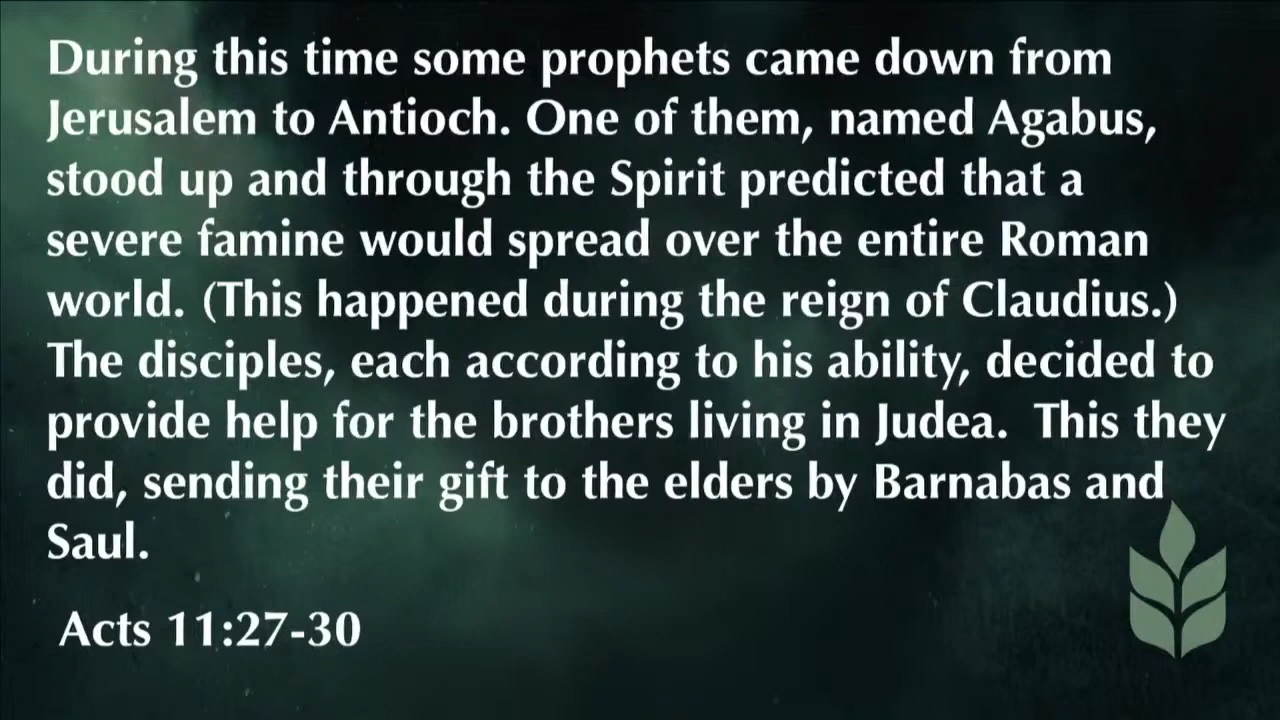 During this time some prophets came down from
Jerusalem to Antioch. One of them, named Agabus,
stood up and through the Spirit predicted that a
severe famine would spread over the entire Roman
world. (This happened during the reign of Claudius.)
The disciples, each according to his ability, decided to
provide help for the brothers living in Judea.  This they
did, sending their gift to the elders by Barnabas and
Saul.
Acts 11:27-30